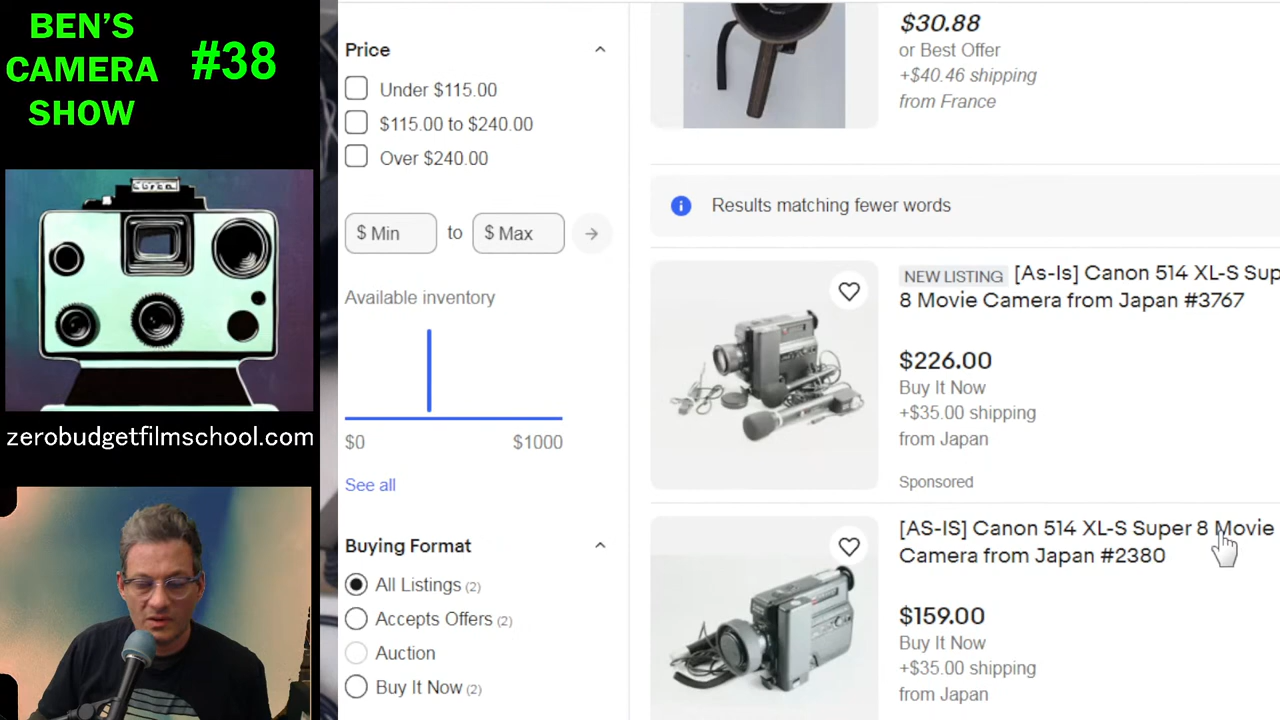 BEN'S
CAMERA
SHOW
#38
zerobudgetfilmschool.com
Price
Under $115.00
$115.00 to $240.00
Over $240.00
$ Min to $ Max
Available inventory
$0 $1000
See all
Buying Format
All Listings (2)
Accepts Offers (2)
Auction
Buy It Now (2)
$30.88
or Best Offer
+$40.46 shipping
from France
Results matching fewer words
NEW LISTING [As-Is] Canon 514 XL-S Sup
8 Movie Camera from Japan #3767
$226.00
Buy It Now
+$35.00 shipping
from Japan
Sponsored
[AS-IS] Canon 514 XL-S Super 8 Movie
Camera from Japan #2380
$159.00
Buy It Now
+$35.00 shipping
from Japan